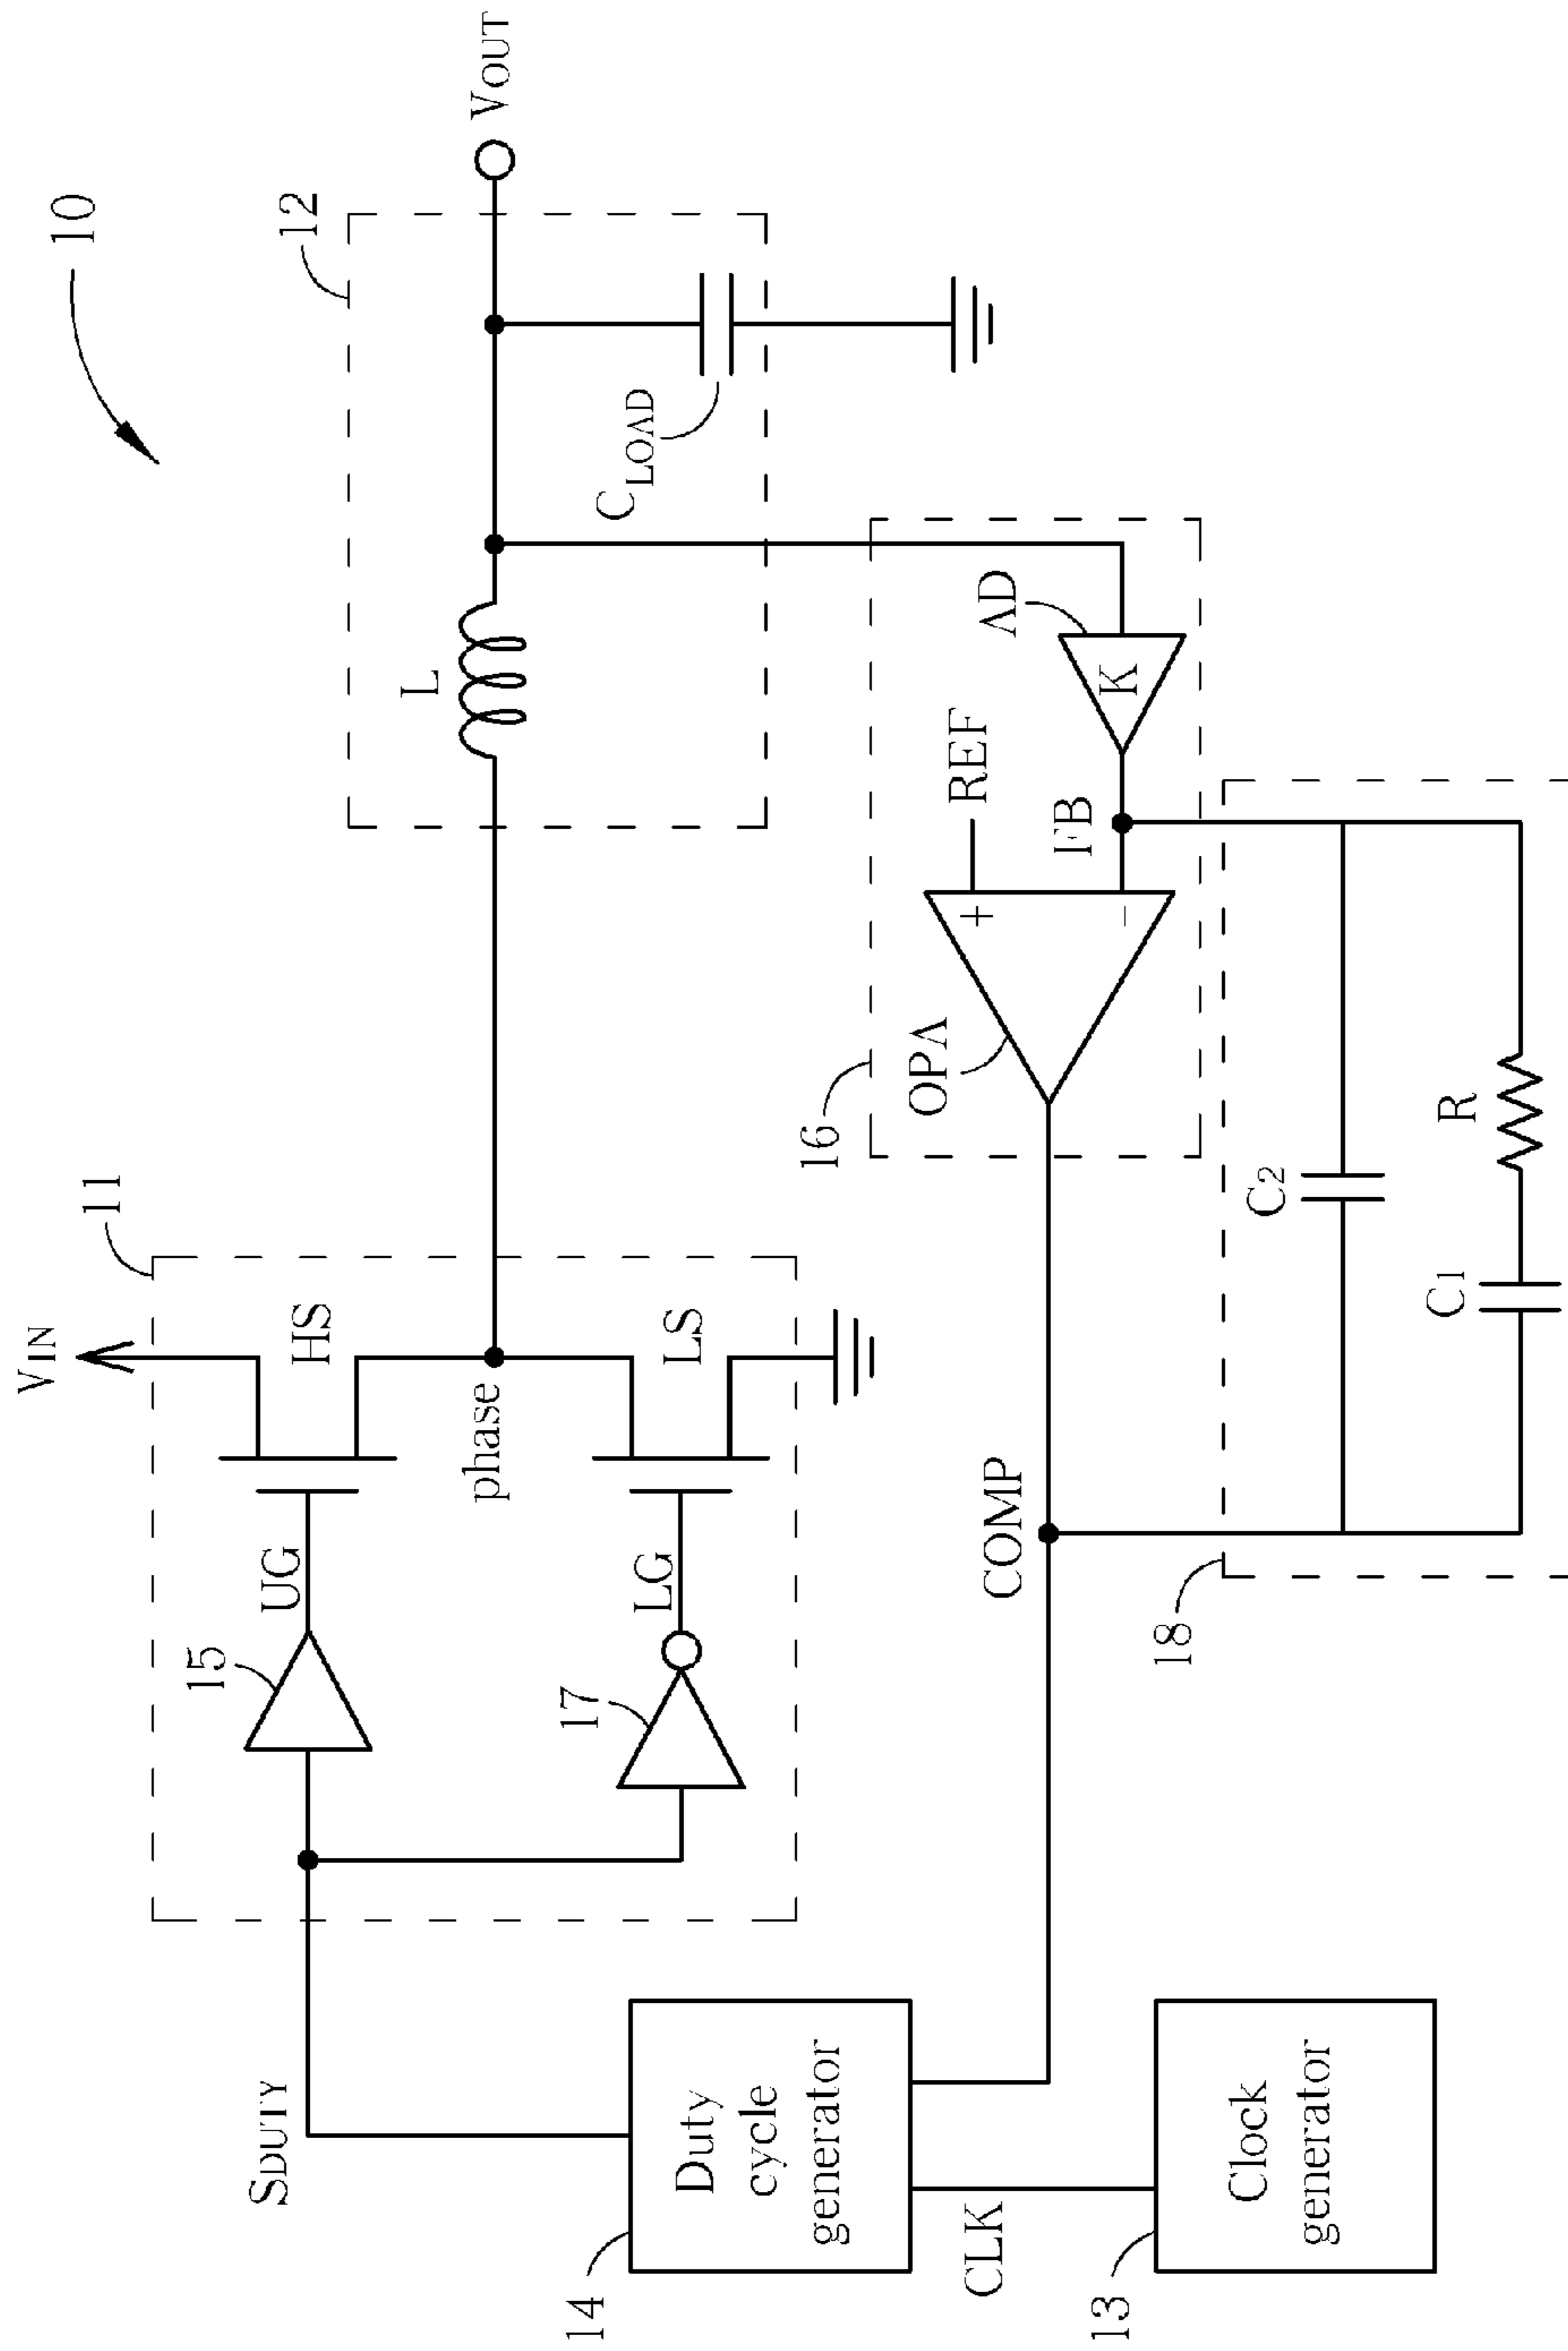 10
VIN
11
15
UG
HS
phase
17
LG
LS
SDUTY
14
Duty
cycle
generator
CLK
13
Clock
generator
COMP
12
L
CLOAD
VOUT
16
OPA
+
−
REF
FB
K
AD
18
C2
C1
R